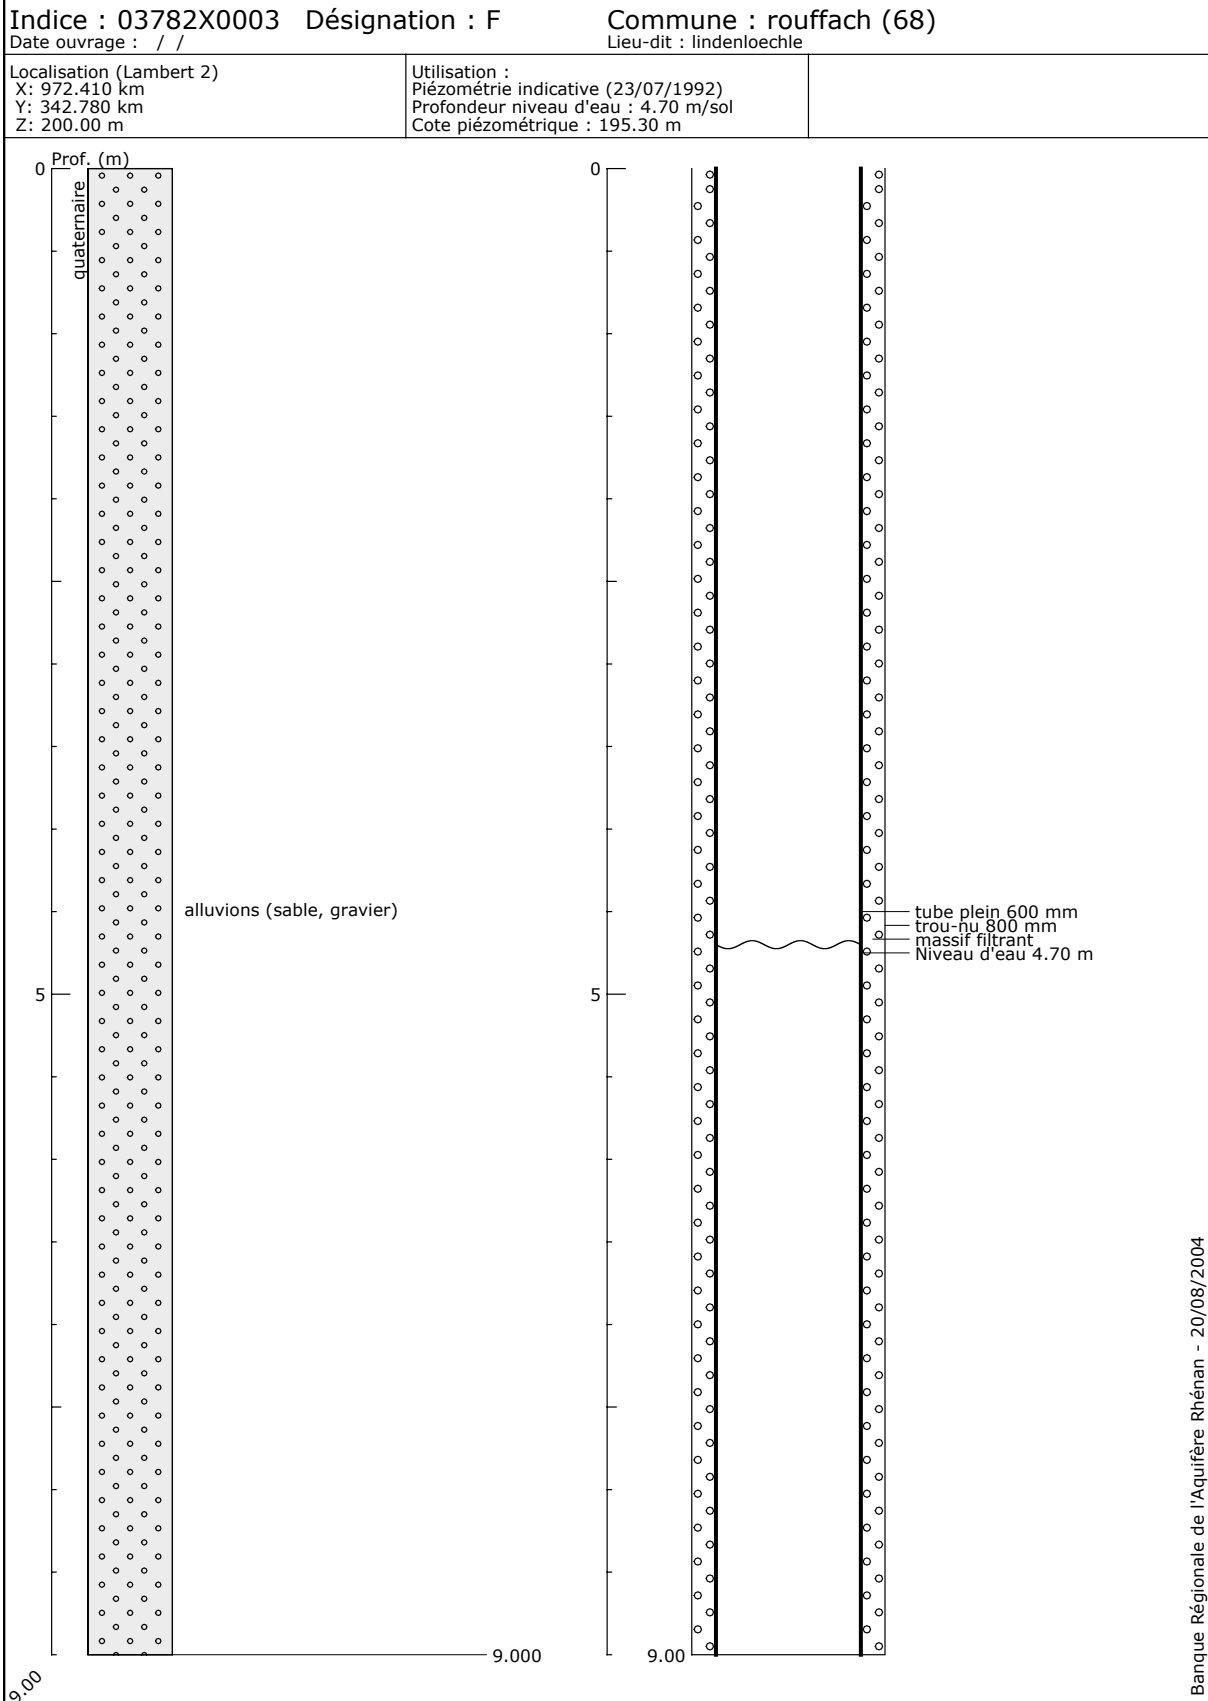 Indice : 03782X0003 Désignation : F Commune : rouffach (68)
Date ouvrage : / / Lieu-dit : lindenloechle
Localisation (Lambert 2)
X: 972.410 km
Y: 342.780 km
Z: 200.00 m
Utilisation :
Piézométrie indicative (23/07/1992)
Profondeur niveau d'eau : 4.70 m/sol
Cote piézométrique : 195.30 m
Prof. (m)
0
quaternaire
alluvions (sable, gravier)
5
9.000
9.00
0
tube plein 600 mm
trou-nu 800 mm
massif filtrant
Niveau d'eau 4.70 m
5
9.00
Banque Régionale de l'Aquifère Rhénan - 20/08/2004